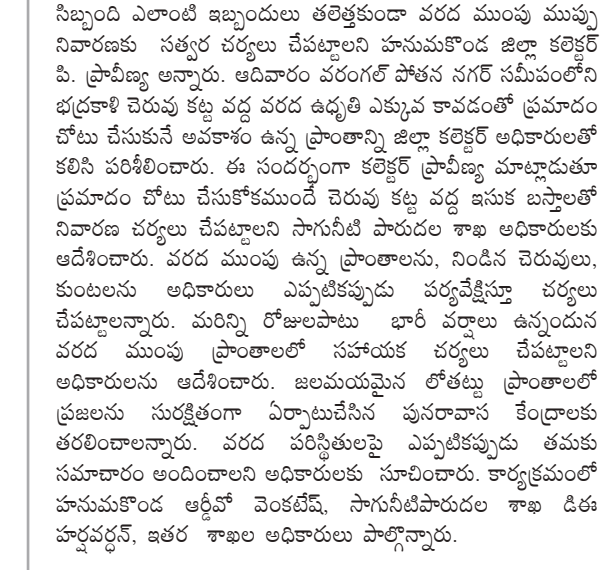 సిబ్బంది ఎలాంటి ఇబ్బందులు తలెత్తకుండా వరద ముంపు ముప్పు
నివారణకు సత్వర చర్యలు చేపట్టాలని హనుమకొండ జిల్లా కలెక్టర్
పి. ప్రావీణ్య అన్నారు. ఆదివారం వరంగల్ పోతన నగర్ సమీపంలోని
భద్రకాళి చెరువు కట్ట వద్ద వరద ఉధృతి ఎక్కువ కావడంతో ప్రమాదం
చోటు చేసుకునే అవకాశం ఉన్న ప్రాంతాన్ని జిల్లా కలెక్టర్ అధికారులతో
కలిసి పరిశీలించారు. ఈ సందర్భంగా కలెక్టర్ ప్రావీణ్య మాట్లాడుతూ
ప్రమాదం చోటు చేసుకోకముందే చెరువు కట్ట వద్ద ఇసుక బస్తాలతో
నివారణ చర్యలు చేపట్టాలని సాగునీటి పారుదల శాఖ అధికారులకు
ఆదేశించారు. వరద ముంపు ఉన్న ప్రాంతాలను, నిండిన చెరువులు,
కుంటలను అధికారులు ఎప్పటికప్పుడు పర్యవేక్షిస్తూ చర్యలు
చేపట్టాలన్నారు. మరిన్ని రోజులపాటు భారీ వర్షాలు ఉన్నందున
వరద ముంపు ప్రాంతాలలో సహాయక చర్యలు చేపట్టాలని
అధికారులను ఆదేశించారు. జలమయమైన లోతట్టు ప్రాంతాలలో
ప్రజలను సురక్షితంగా ఏర్పాటుచేసిన పునరావాస కేంద్రాలకు
తరలించాలన్నారు. వరద పరిస్థితులపై ఎప్పటికప్పుడు తమకు
సమాచారం అందించాలని అధికారులకు సూచించారు. కార్యక్రమంలో
హనుమకొండ ఆర్డీవో వెంకటేష్, సాగునీటిపారుదల శాఖ డిఈ
హర్షవర్ధన్, ఇతర శాఖల అధికారులు పాల్గొన్నారు.